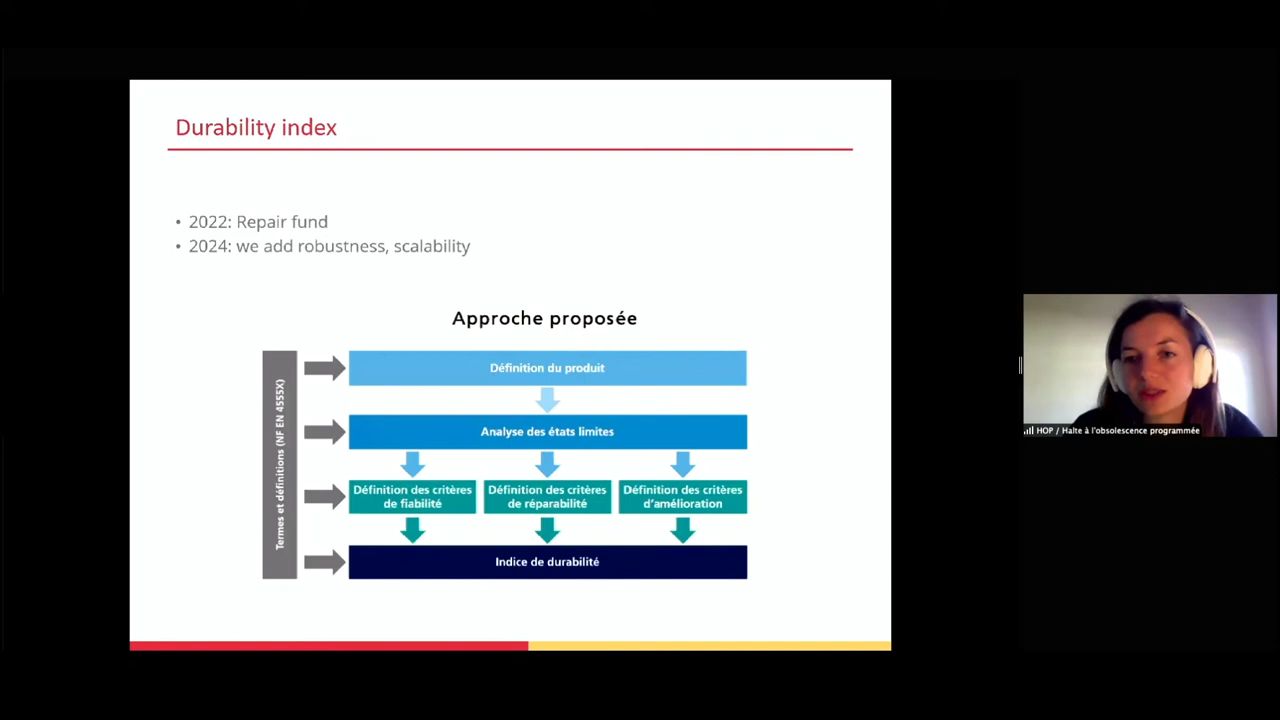 Durability index
• 2022: Repair fund
• 2024: we add robustness, scalability
Approche proposée
Termes et définitions (NF EN 4555X)
Définition du produit
Analyse des états limites
Définition des critères
de fiabilité
Définition des critères
de réparabilité
Définition des critères
d'amélioration
Indice de durabilité
HOP / Halte à l'obsolescence programmée